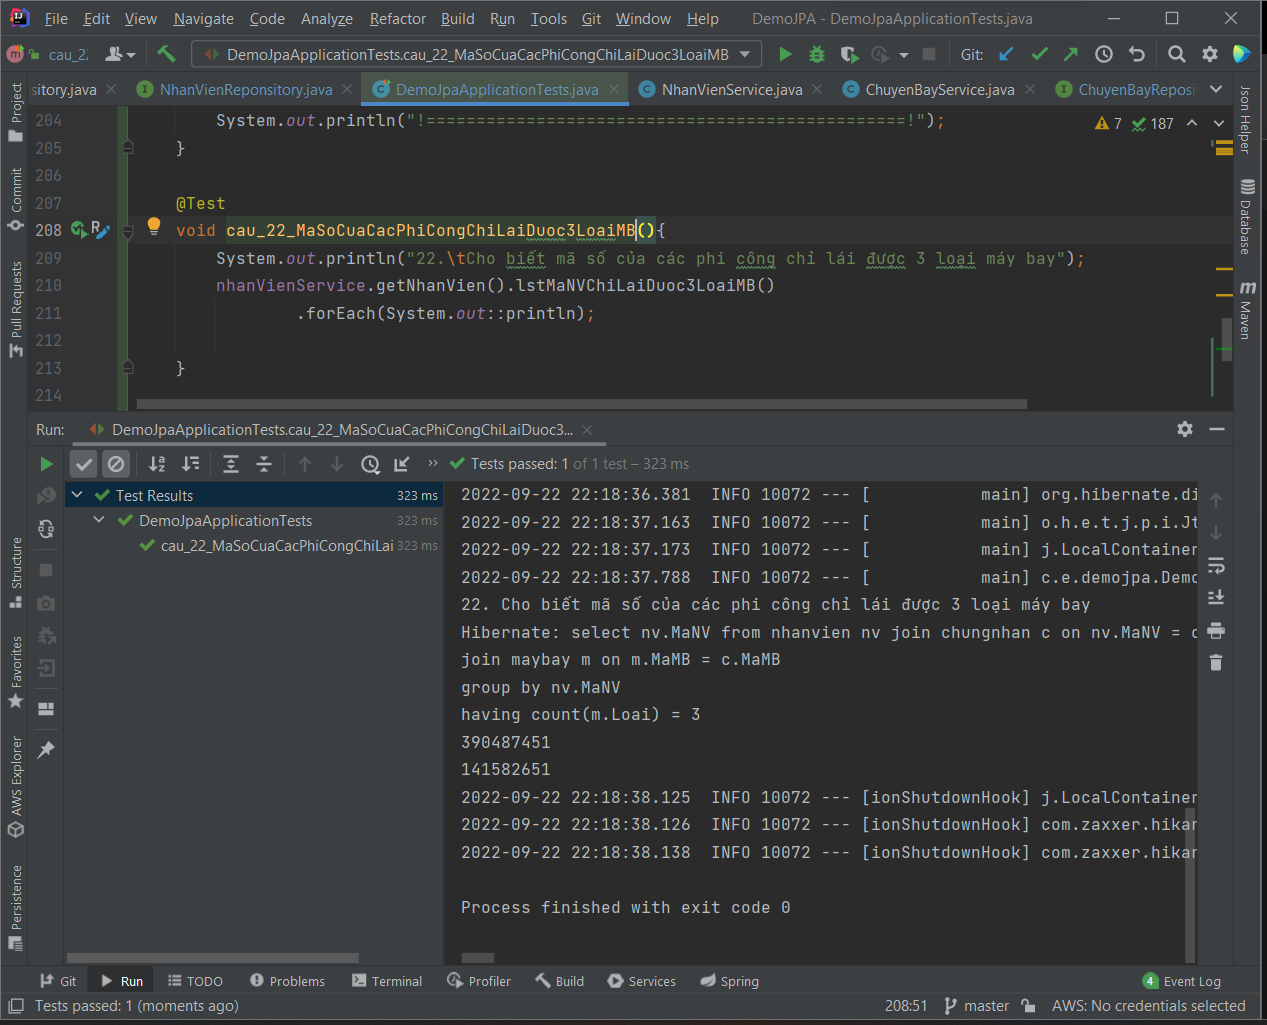 File Edit View Navigate Code Analyze Refactor Build Run Tools Git Window Help DemoJPA - DemoJpaApplicationTests.java
cau_22 DemoJpaApplicationTests.cau_22_MaSoCuaCacPhiCongChiLaiDuoc3LoaiMB Git:
sitory.java NhanVienReponsitory.java DemoJpaApplicationTests.java NhanVienService.java ChuyenBayService.java ChuyenBayReposi
7 187
204 System.out.println("!================================================!");
205 }
206
207 @Test
208 void cau_22_MaSoCuaCacPhiCongChiLaiDuoc3LoaiMB(){
209 System.out.println("22.\tCho biết mã số của các phi công chỉ lái được 3 loại máy bay");
210 nhanVienService.getNhanVien().lstMaNVChiLaiDuoc3LoaiMB()
211 .forEach(System.out::println);
212
213 }
214
Project
Commit
Pull Requests
Structure
Favorites
AWS Explorer
Persistence
Json Helper
Database
Maven
Run: DemoJpaApplicationTests.cau_22_MaSoCuaCacPhiCongChiLaiDuoc3...
Tests passed: 1 of 1 test – 323 ms
Test Results 323 ms
DemoJpaApplicationTests 323 ms
cau_22_MaSoCuaCacPhiCongChiLai 323 ms
2022-09-22 22:18:36.381 INFO 10072 --- [ main] org.hibernate.di
2022-09-22 22:18:37.163 INFO 10072 --- [ main] o.h.e.t.j.p.i.Jt
2022-09-22 22:18:37.173 INFO 10072 --- [ main] j.LocalContainer
2022-09-22 22:18:37.788 INFO 10072 --- [ main] c.e.demojpa.Demo
22. Cho biết mã số của các phi công chỉ lái được 3 loại máy bay
Hibernate: select nv.MaNV from nhanvien nv join chungnhan c on nv.MaNV = c
join maybay m on m.MaMB = c.MaMB
group by nv.MaNV
having count(m.Loai) = 3
390487451
141582651
2022-09-22 22:18:38.125 INFO 10072 --- [ionShutdownHook] j.LocalContainer
2022-09-22 22:18:38.126 INFO 10072 --- [ionShutdownHook] com.zaxxer.hikar
2022-09-22 22:18:38.138 INFO 10072 --- [ionShutdownHook] com.zaxxer.hikar
Process finished with exit code 0
Git Run TODO Problems Terminal Profiler Build Services Spring 4 Event Log
Tests passed: 1 (moments ago) 208:51 master AWS: No credentials selected